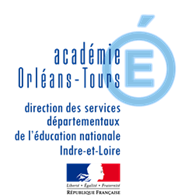 académie
Orléans-Tours
É
direction des services
départementaux
de l'éducation nationale
Indre-et-Loire
Liberté • Égalité • Fraternité
RÉPUBLIQUE FRANÇAISE